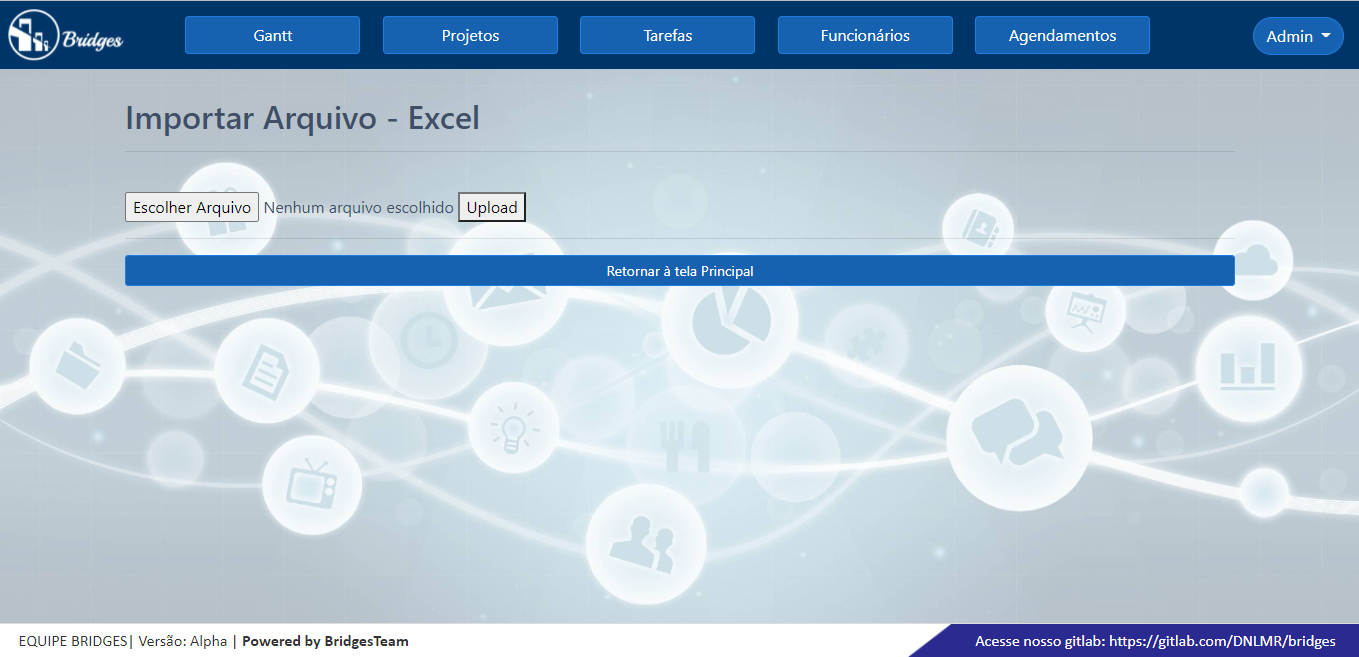 Bridges
Gantt
Projetos
Tarefas
Funcionários
Agendamentos
Admin
Importar Arquivo - Excel
Escolher Arquivo Nenhum arquivo escolhido Upload
Retornar à tela Principal
EQUIPE BRIDGES| Versão: Alpha | Powered by BridgesTeam
Acesse nosso gitlab: https://gitlab.com/DNLMR/bridges